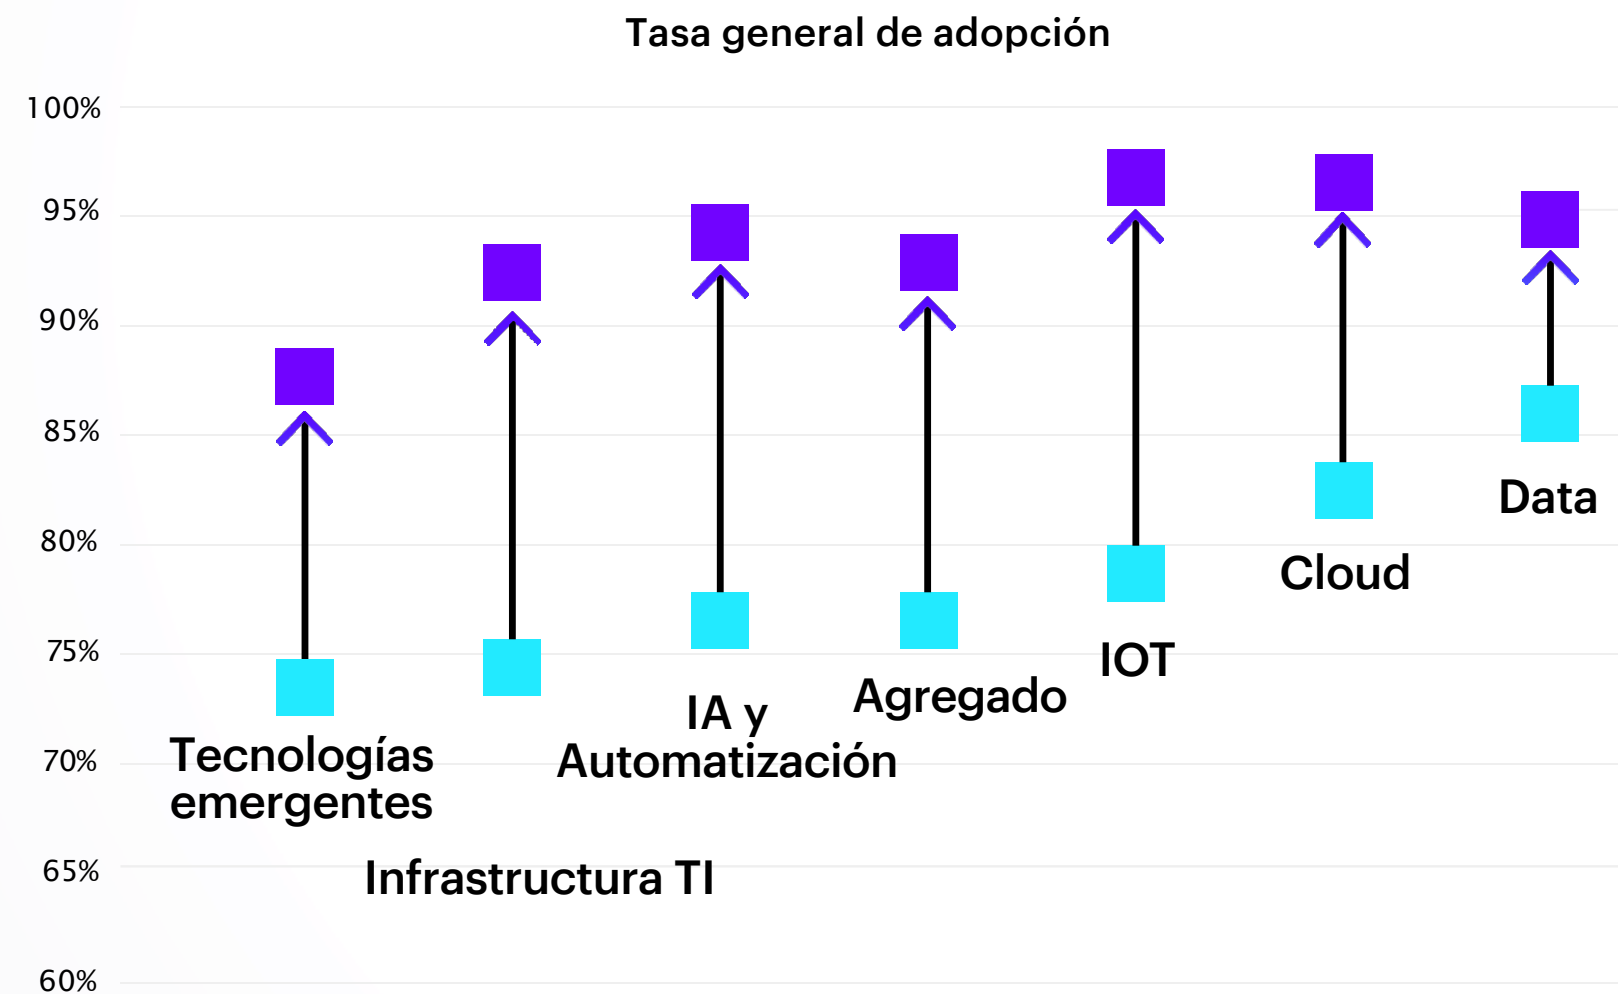 Tasa general de adopción
100%
95%
90%
85%
80%
75%
70%
65%
60%
Tecnologías
emergentes
Infrastructura TI
IA y
Automatización
Agregado
IOT
Cloud
Data